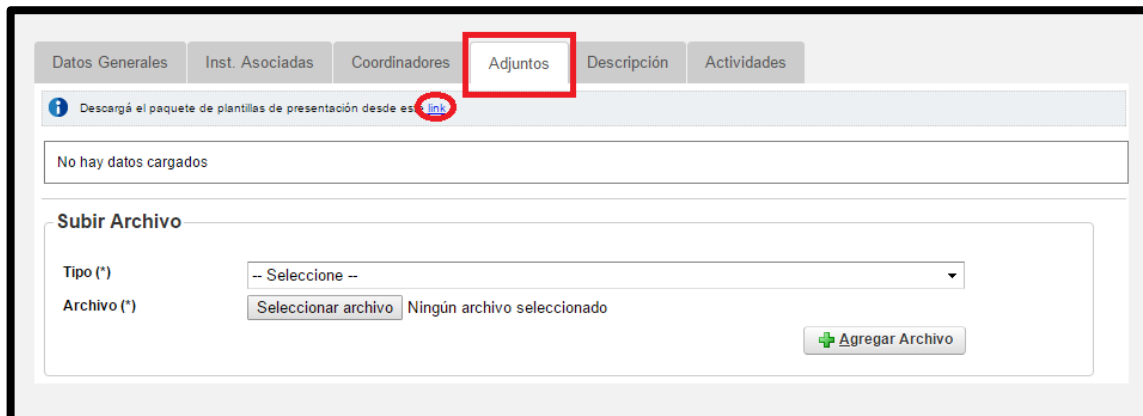 Datos Generales Inst. Asociadas Coordinadores Adjuntos Descripción Actividades
Descargá el paquete de plantillas de presentación desde este link
No hay datos cargados
Subir Archivo
Tipo (*) -- Seleccione --
Archivo (*) Seleccionar archivo Ningún archivo seleccionado
Agregar Archivo